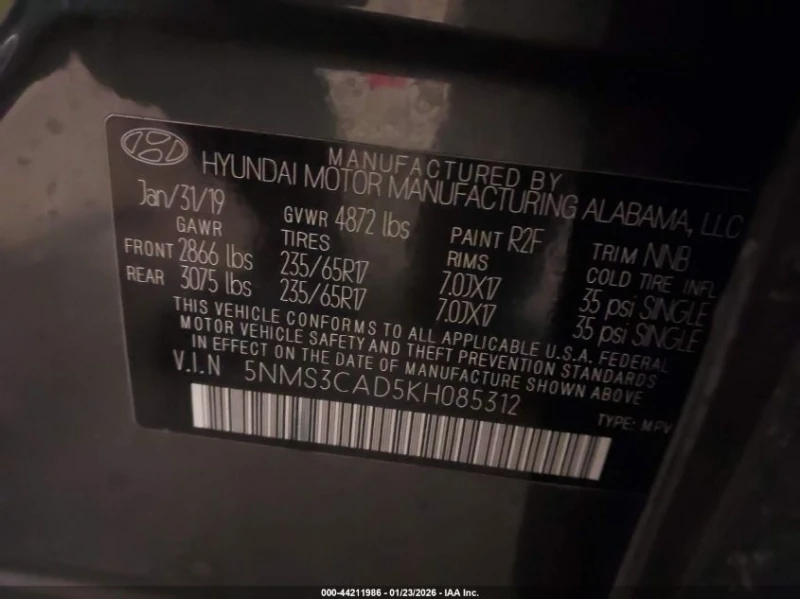 MANUFACTURED BY
HYUNDAI MOTOR MANUFACTURING ALABAMA, LLC
Jan/31/19 GVWR 4872 lbs PAINT R2F TRIM NNB
GAWR TIRES RIMS COLD TIRE INFL
FRONT 2866 lbs 235/65R17 7.0JX17 35 psi SINGLE
REAR 3075 lbs 235/65R17 7.0JX17 35 psi SINGLE
THIS VEHICLE CONFORMS TO ALL APPLICABLE U.S.A. FEDERAL
MOTOR VEHICLE SAFETY AND THEFT PREVENTION STANDARDS
IN EFFECT ON THE DATE OF MANUFACTURE SHOWN ABOVE
V.I.N 5NMS3CAD5KH085312
TYPE: MPV
000-44211986 - 01/23/2026 - IAA Inc.